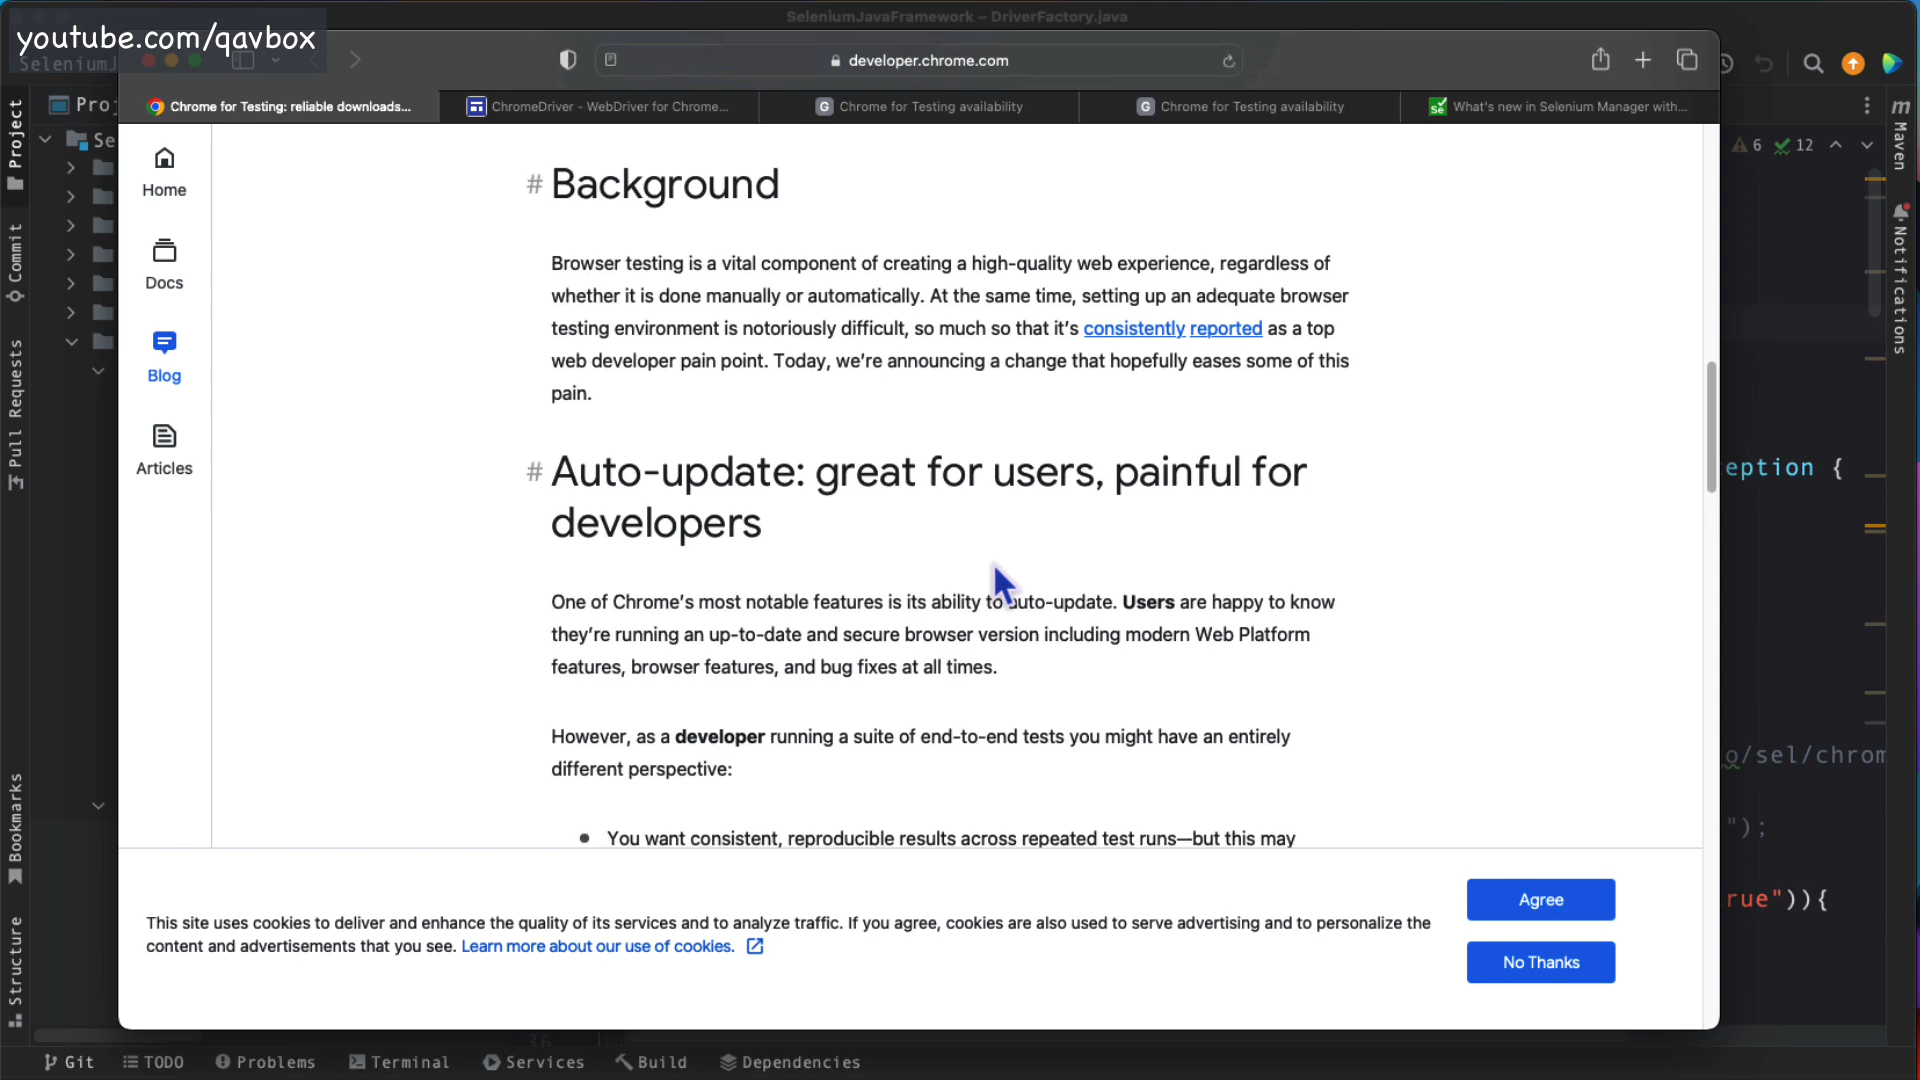 SeleniumJavaFramework – DriverFactory.java
youtube.com/qavbox
SeleniumJ
developer.chrome.com
Chrome for Testing: reliable downloads...
ChromeDriver - WebDriver for Chrome...
Chrome for Testing availability
Chrome for Testing availability
What's new in Selenium Manager with...
Project
Commit
Pull Requests
Bookmarks
Structure
Proj
Se
Home
Docs
Blog
Articles
# Background
Browser testing is a vital component of creating a high-quality web experience, regardless of
whether it is done manually or automatically. At the same time, setting up an adequate browser
testing environment is notoriously difficult, so much so that it's consistently reported as a top
web developer pain point. Today, we're announcing a change that hopefully eases some of this
pain.
# Auto-update: great for users, painful for
developers
One of Chrome's most notable features is its ability to auto-update. Users are happy to know
they're running an up-to-date and secure browser version including modern Web Platform
features, browser features, and bug fixes at all times.
However, as a developer running a suite of end-to-end tests you might have an entirely
different perspective:
• You want consistent, reproducible results across repeated test runs—but this may
This site uses cookies to deliver and enhance the quality of its services and to analyze traffic. If you agree, cookies are also used to serve advertising and to personalize the
content and advertisements that you see. Learn more about our use of cookies.
Agree
No Thanks
6 12
m
Maven
Notifications
eption {
o/sel/chrom
");
rue")){
36
Git
TODO
Problems
Terminal
Services
Build
Dependencies